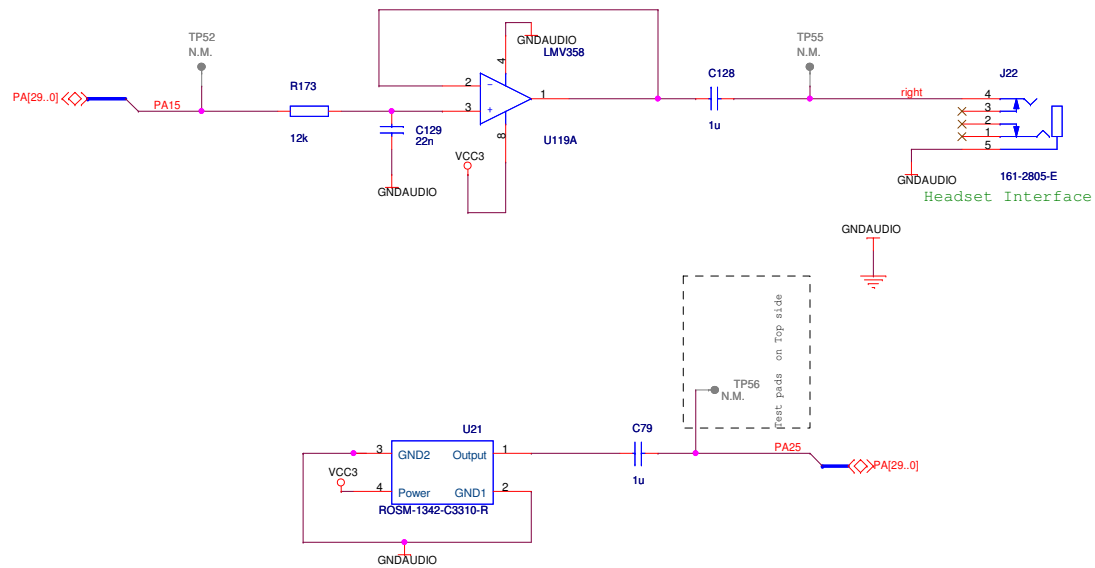 TP52
N.M.
PA[29..0]
PA15
R173
12k
C129
22n
GNDAUDIO
2
3
4
GNDAUDIO
LMV358
1
8
VCC3
U119A
C128
1u
TP55
N.M.
right
J22
4
3
2
1
5
161-2805-E
GNDAUDIO
Headset Interface
GNDAUDIO
Test pads on Top side
TP56
N.M.
U21
3
GND2
Output
1
VCC3
4
Power
GND1
2
ROSM-1342-C3310-R
GNDAUDIO
C79
1u
PA25
PA[29..0]